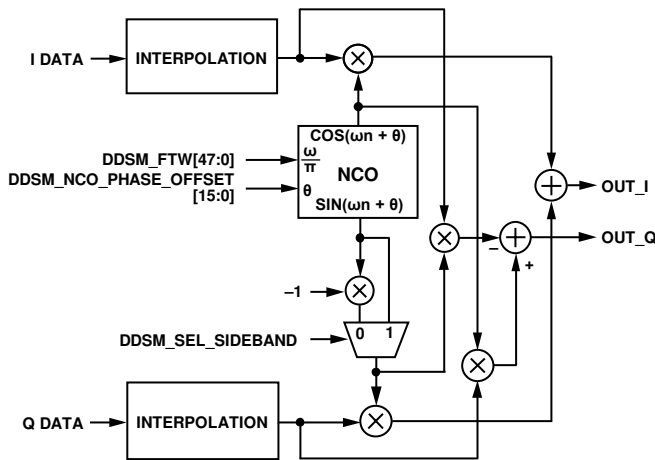 I DATA
INTERPOLATION
COS(ωn + θ)
DDSM_FTW[47:0]
ω
π
NCO
DDSM_NCO_PHASE_OFFSET
[15:0]
θ
SIN(ωn + θ)
OUT_I
–
+
OUT_Q
–1
0 1
DDSM_SEL_SIDEBAND
Q DATA
INTERPOLATION